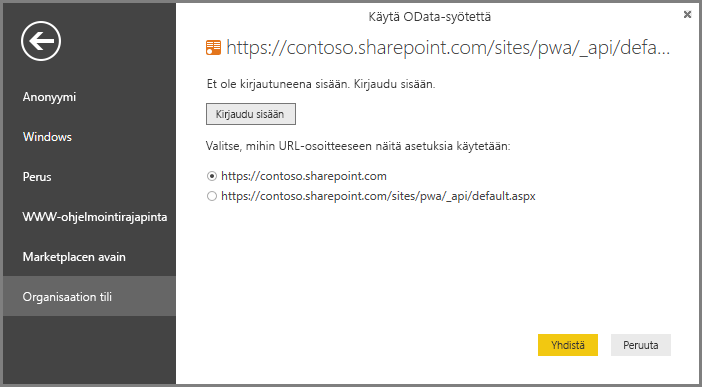 Käytä OData-syötettä
https://contoso.sharepoint.com/sites/pwa/_api/defa...
Et ole kirjautuneena sisään. Kirjaudu sisään.
Kirjaudu sisään
Valitse, mihin URL-osoitteeseen näitä asetuksia käytetään:
https://contoso.sharepoint.com
https://contoso.sharepoint.com/sites/pwa/_api/default.aspx
Anonyymi
Windows
Perus
WWW-ohjelmointirajapinta
Marketplacen avain
Organisaation tili
Yhdistä
Peruuta